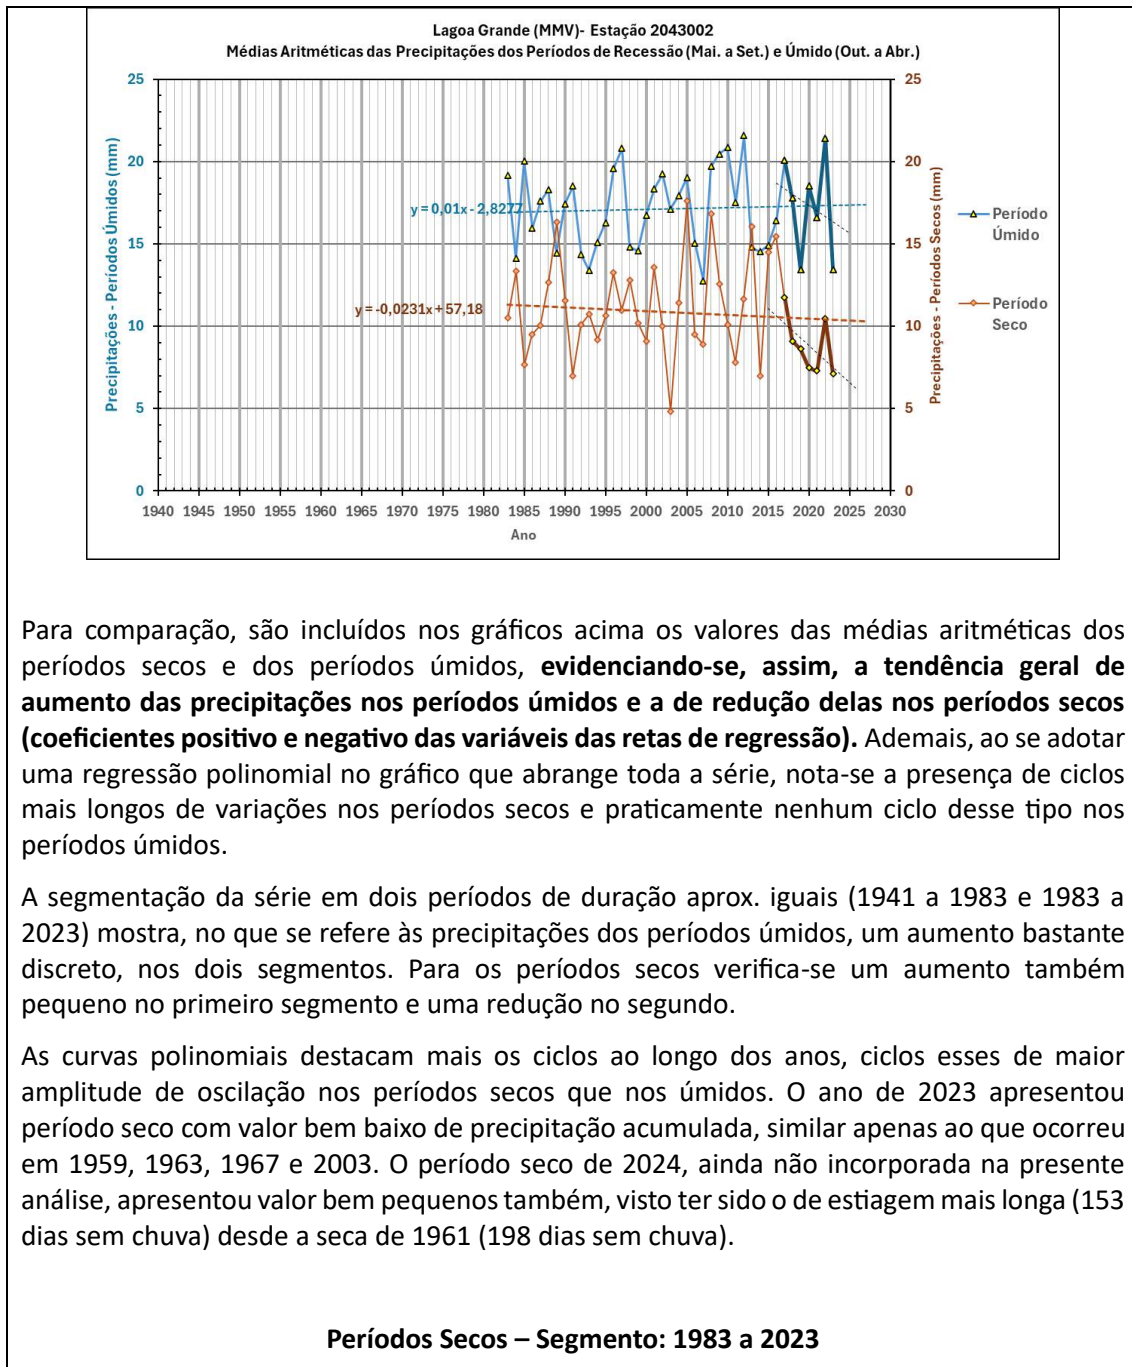 Lagoa Grande (MMV)- Estação 2043002
Médias Aritméticas das Precipitações dos Períodos de Recessão (Mai. a Set.) e Úmido (Out. a Abr.)
Precipitações - Períodos Úmidos (mm)
25
20
15
10
5
0
y = 0,01x - 2,8277
y = -0,0231x + 57,18
25
20
15
10
5
0
Precipitações - Períodos Secos (mm)
Período
Úmido
Período
Seco
1940 1945 1950 1955 1960 1965 1970 1975 1980 1985 1990 1995 2000 2005 2010 2015 2020 2025 2030
Ano
Para comparação, são incluídos nos gráficos acima os valores das médias aritméticas dos
períodos secos e dos períodos úmidos, evidenciando-se, assim, a tendência geral de
aumento das precipitações nos períodos úmidos e a de redução delas nos períodos secos
(coeficientes positivo e negativo das variáveis das retas de regressão). Ademais, ao se adotar
uma regressão polinomial no gráfico que abrange toda a série, nota-se a presença de ciclos
mais longos de variações nos períodos secos e praticamente nenhum ciclo desse tipo nos
períodos úmidos.
A segmentação da série em dois períodos de duração aprox. iguais (1941 a 1983 e 1983 a
2023) mostra, no que se refere às precipitações dos períodos úmidos, um aumento bastante
discreto, nos dois segmentos. Para os períodos secos verifica-se um aumento também
pequeno no primeiro segmento e uma redução no segundo.
As curvas polinomiais destacam mais os ciclos ao longo dos anos, ciclos esses de maior
amplitude de oscilação nos períodos secos que nos úmidos. O ano de 2023 apresentou
período seco com valor bem baixo de precipitação acumulada, similar apenas ao que ocorreu
em 1959, 1963, 1967 e 2003. O período seco de 2024, ainda não incorporada na presente
análise, apresentou valor bem pequenos também, visto ter sido o de estiagem mais longa (153
dias sem chuva) desde a seca de 1961 (198 dias sem chuva).
Períodos Secos – Segmento: 1983 a 2023